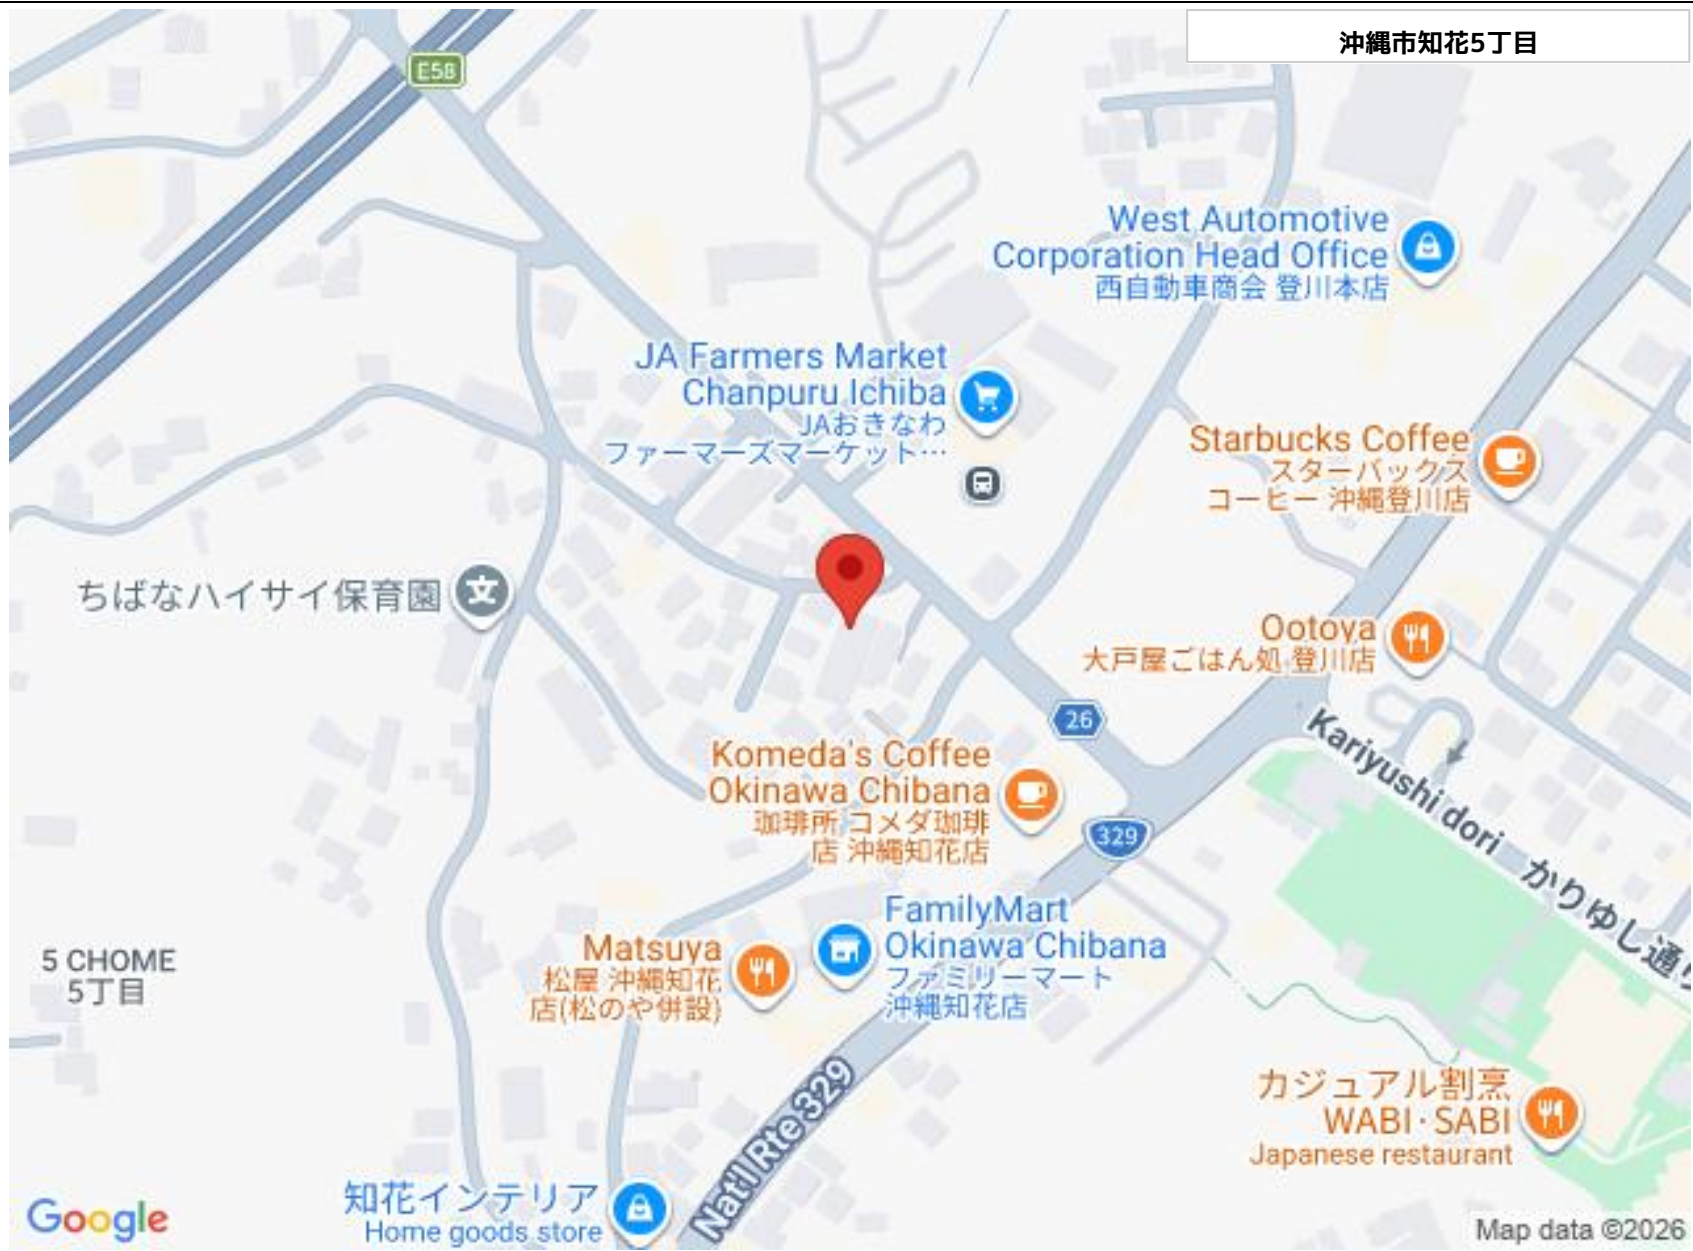 沖縄市知花5丁目
E58
West Automotive
Corporation Head Office
西自動車商会 登川本店
JA Farmers Market
Chanpuru Ichiba
JAおきなわ
ファーマーズマーケット…
Starbucks Coffee
スターバックス
コーヒー 沖縄登川店
ちばなハイサイ保育園
文
Ootoya
大戸屋ごはん処 登川店
26
Kariyushi dori かりゆし通り
Komeda's Coffee
Okinawa Chibana
珈琲所 コメダ珈琲
店 沖縄知花店
329
FamilyMart
Okinawa Chibana
ファミリーマート
沖縄知花店
Matsuya
松屋 沖縄知花
店(松のや併設)
5 CHOME
5丁目
Nat'l Rte 329
カジュアル割烹
WABI·SABI
Japanese restaurant
知花インテリア
Home goods store
Google
Map data ©2026